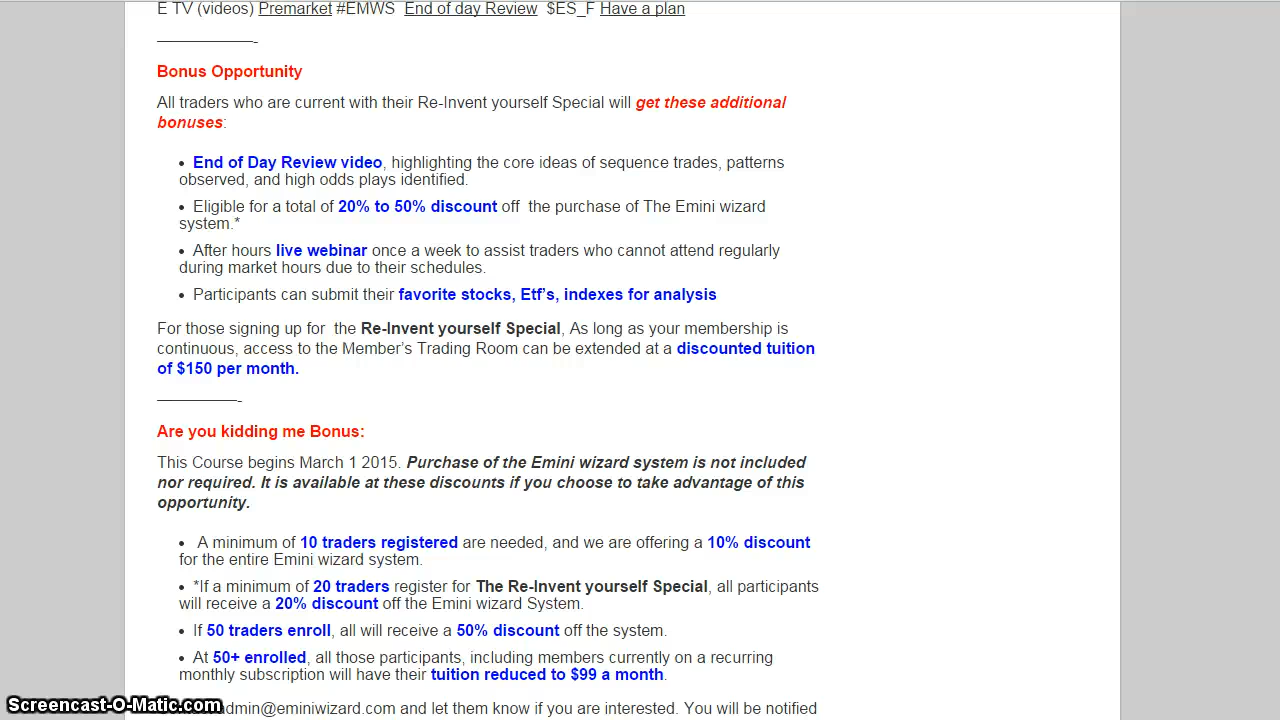 E TV (videos) Premarket #EMWS End of day Review $ES_F Have a plan
———————-
Bonus Opportunity
All traders who are current with their Re-Invent yourself Special will get these additional
bonuses:
• End of Day Review video, highlighting the core ideas of sequence trades, patterns
observed, and high odds plays identified.
• Eligible for a total of 20% to 50% discount off the purchase of The Emini wizard
system.*
• After hours live webinar once a week to assist traders who cannot attend regularly
during market hours due to their schedules.
• Participants can submit their favorite stocks, Etf's, indexes for analysis
For those signing up for the Re-Invent yourself Special, As long as your membership is
continuous, access to the Member's Trading Room can be extended at a discounted tuition
of $150 per month.
——————-
Are you kidding me Bonus:
This Course begins March 1 2015. Purchase of the Emini wizard system is not included
nor required. It is available at these discounts if you choose to take advantage of this
opportunity.
• A minimum of 10 traders registered are needed, and we are offering a 10% discount
for the entire Emini wizard system.
• *If a minimum of 20 traders register for The Re-Invent yourself Special, all participants
will receive a 20% discount off the Emini wizard System.
• If 50 traders enroll, all will receive a 50% discount off the system.
• At 50+ enrolled, all those participants, including members currently on a recurring
monthly subscription will have their tuition reduced to $99 a month.
dmin@eminiwizard.com and let them know if you are interested. You will be notified
Screencast-O-Matic.com